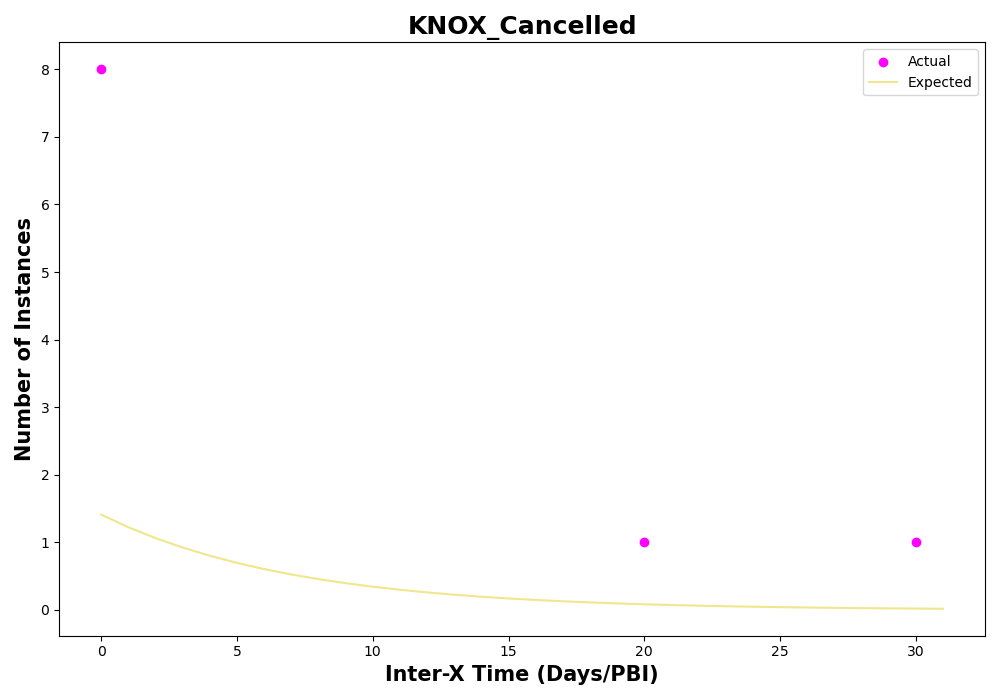 KNOX_Cancelled
Actual
Expected
Number of Instances
8
7
6
5
4
3
2
1
0
0 5 10 15 20 25 30
Inter-X Time (Days/PBI)